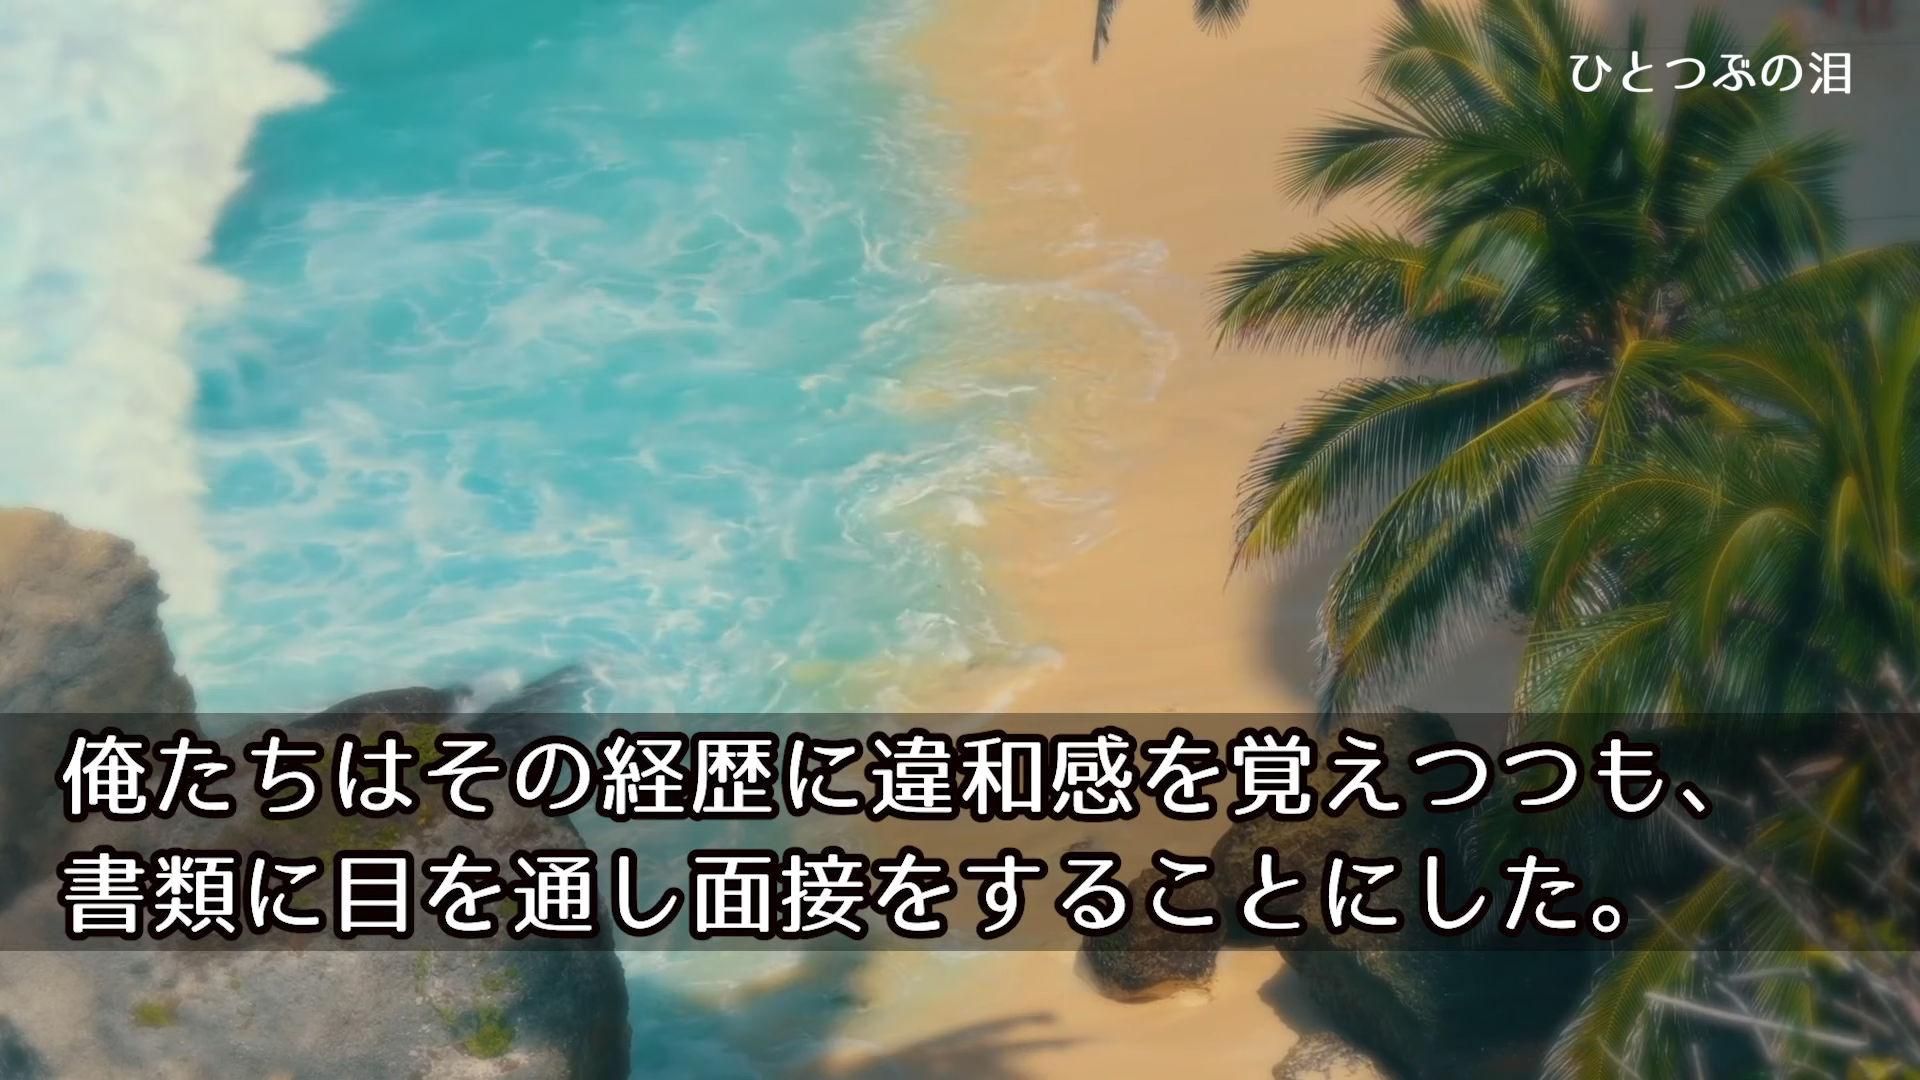 ひとつぶの泪
俺たちはその経歴に違和感を覚えつつも、
書類に目を通し面接をすることにした。